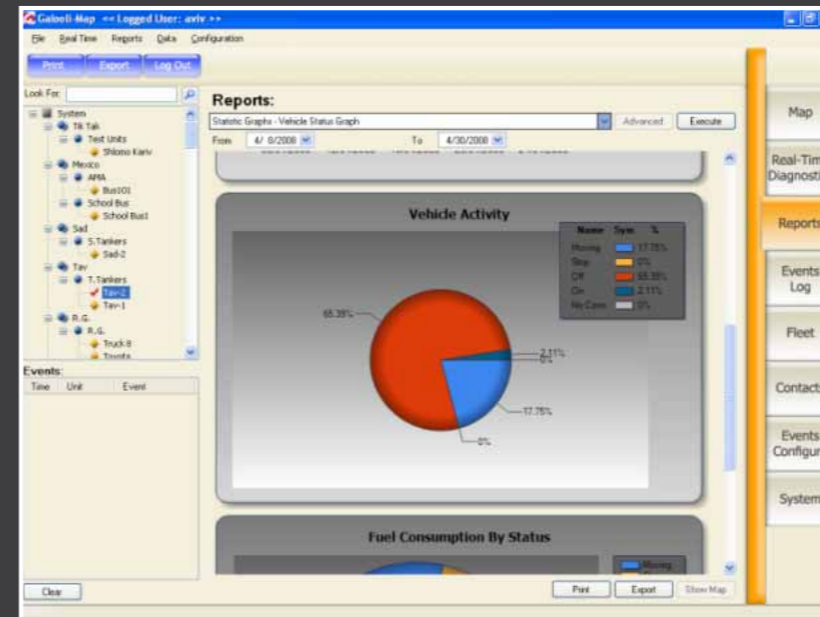 Galooli-Map << Logged User: aviv >>
File Real Time Reports Data Configuration
Print Export Log Out
Look For:
System
Tik Tak
Test Units
Shlomo Kariv
Mexico
AMA
Bus101
School Bus
School Bus1
Sad
S.Tankers
Sad-2
Tav
T.Tankers
Tav-2
Tav-1
R.G.
R.G.
Truck 8
Toyota
Events:
Time Unit Event
Clear
Reports:
Statistic Graphs - Vehicle Status Graph
Advanced Execute
From 4/ 8/2008 To 4/30/2008
Vehicle Activity
Name Sym %
Moving 17.75%
Stop 0%
Off 65.35%
On 2.11%
No Conn 0%
65.35%
2.11%
0%
17.75%
0%
Fuel Consumption By Status
Moving
Print Export Show Map
Map
Real-Tim
Diagnosti
Reports
Events
Log
Fleet
Contact
Events
Configur
System